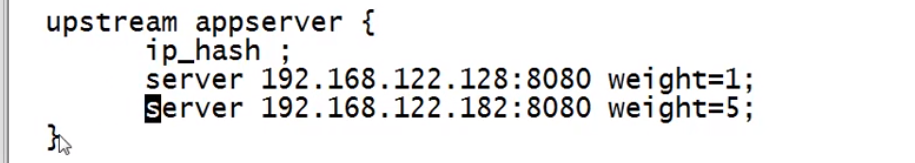 upstream appserver {
ip_hash ;
server 192.168.122.128:8080 weight=1;
server 192.168.122.182:8080 weight=5;
}